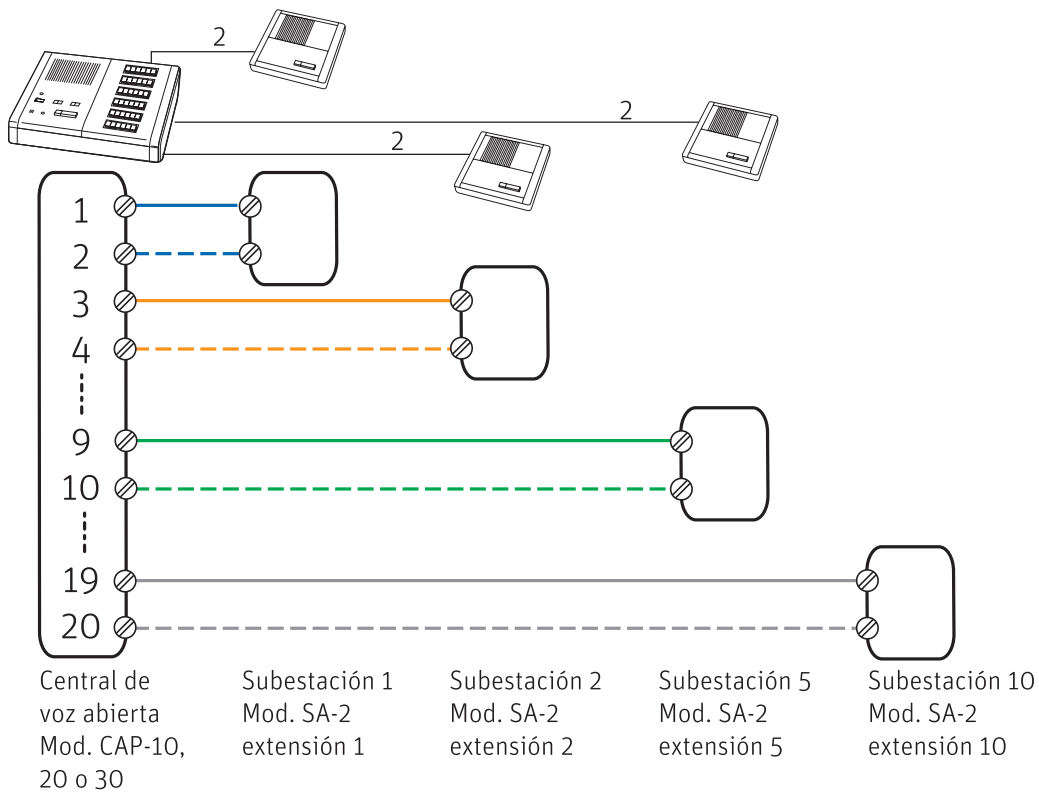 2
2
2
1
2
3
4
9
10
19
20
Central de
voz abierta
Mod. CAP-10,
20 o 30
Subestación 1
Mod. SA-2
extensión 1
Subestación 2
Mod. SA-2
extensión 2
Subestación 5
Mod. SA-2
extensión 5
Subestación 10
Mod. SA-2
extensión 10